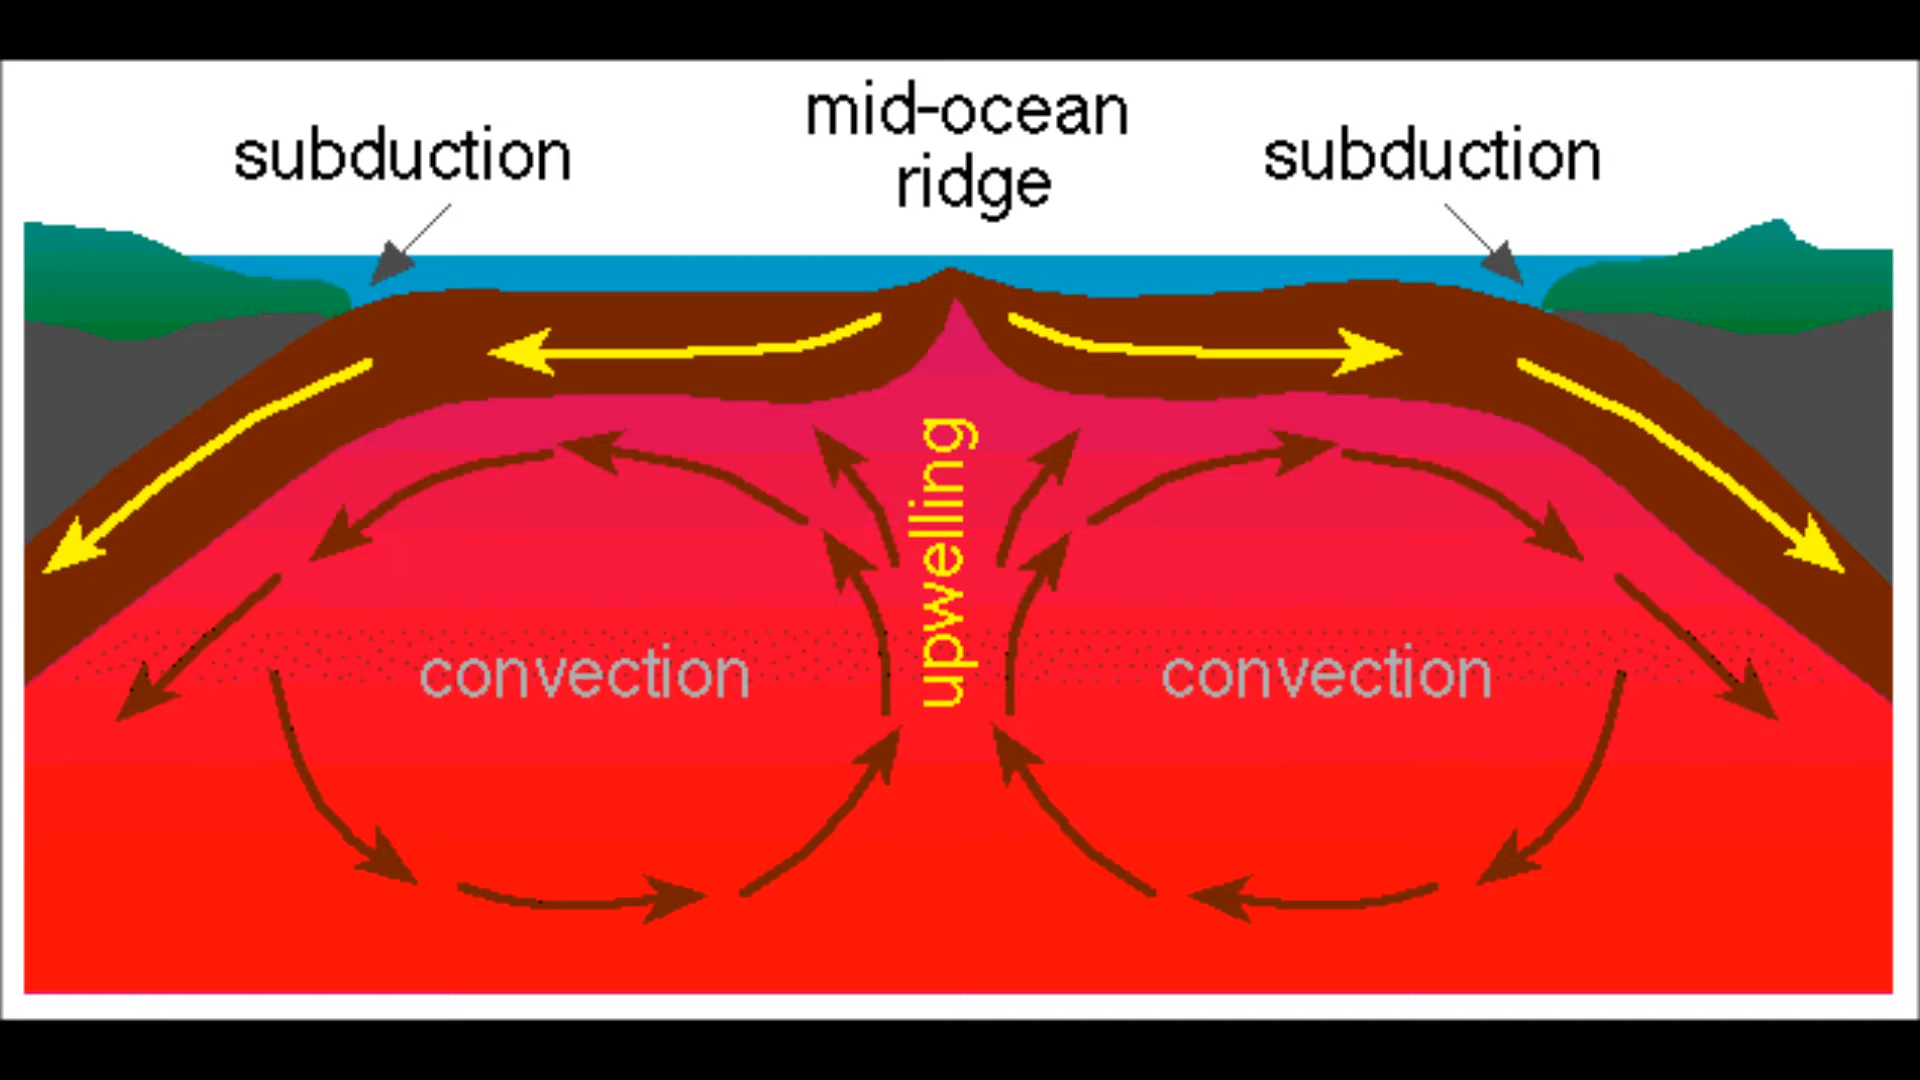 mid-ocean
ridge
subduction
subduction
upwelling
convection
convection